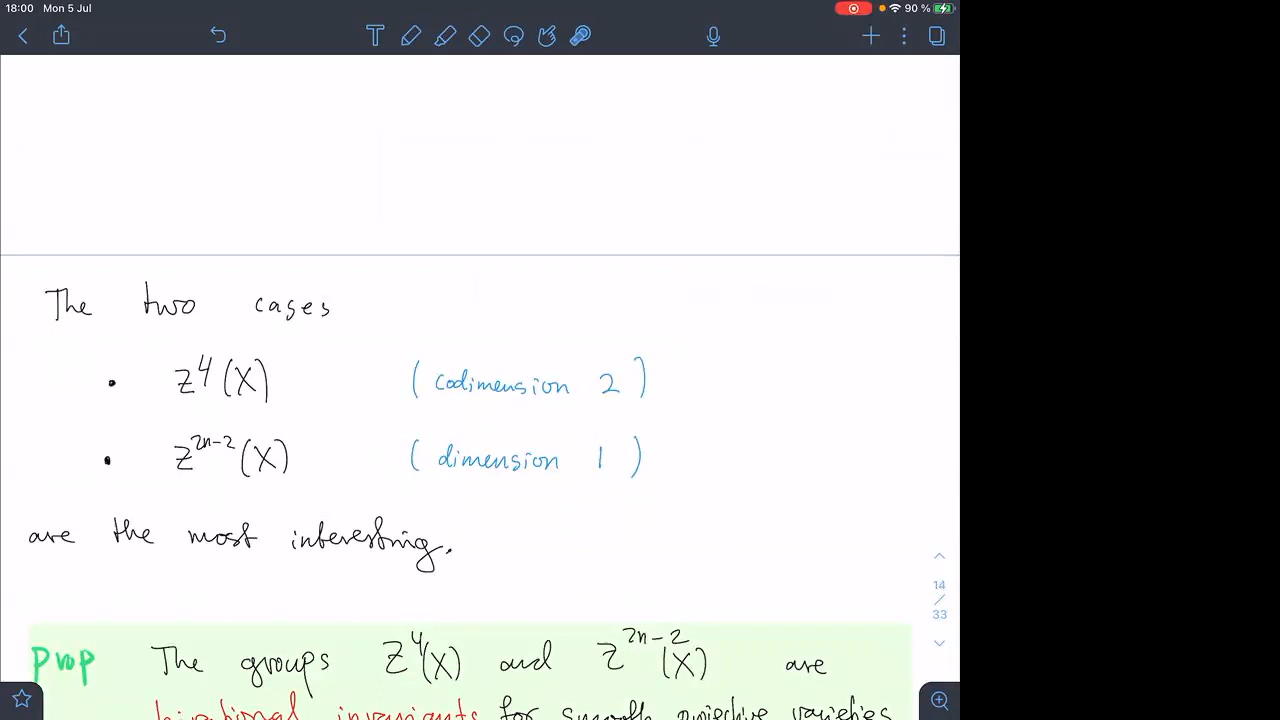 18:00 Mon 5 Jul
90 %
The two cases
• Z⁴(X) (codimension 2)
• Z²ⁿ⁻²(X) (dimension 1)
are the most interesting.
14
/
33
Prop The groups Z⁴(X) and Z²ⁿ⁻²(X) are
birational invariants for smooth projective varieties